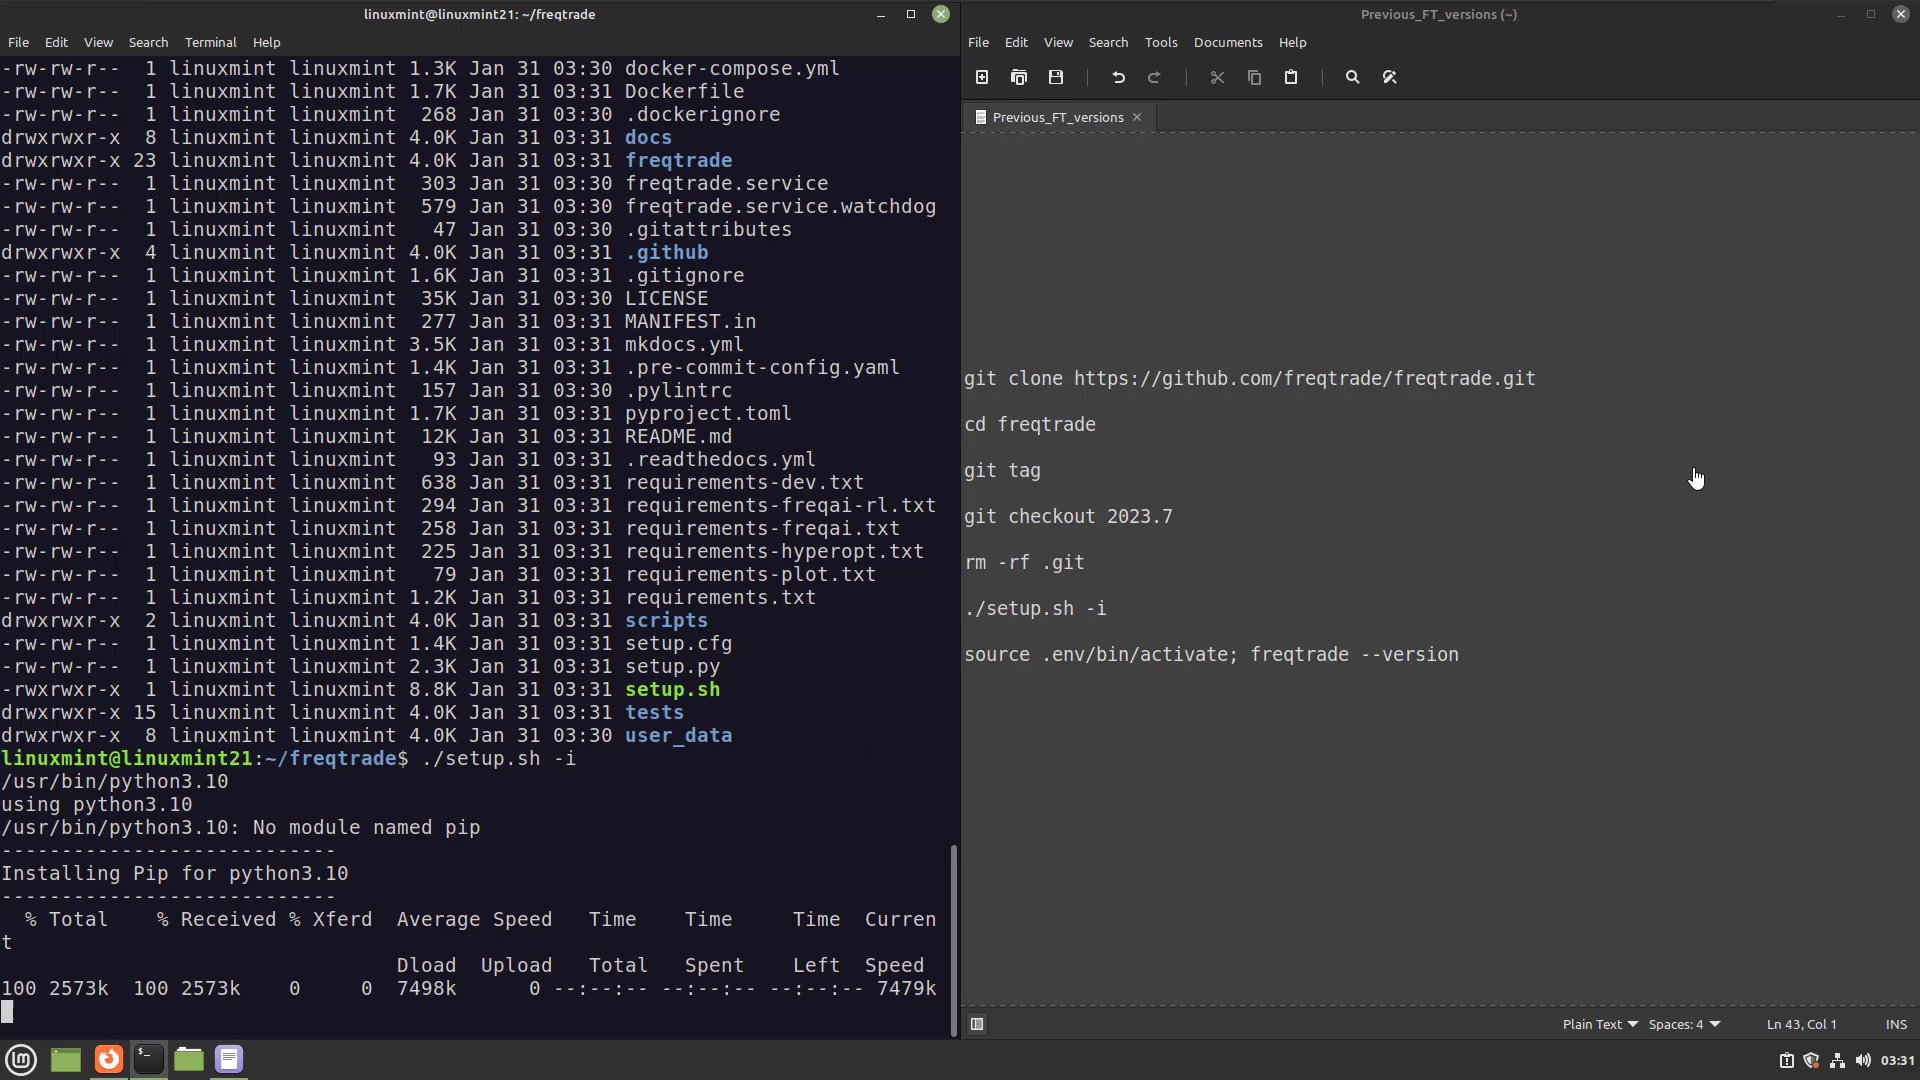 linuxmint@linuxmint21: ~/freqtrade
File Edit View Search Terminal Help
-rw-rw-r--  1 linuxmint linuxmint 1.3K Jan 31 03:30 docker-compose.yml
-rw-rw-r--  1 linuxmint linuxmint 1.7K Jan 31 03:31 Dockerfile
-rw-rw-r--  1 linuxmint linuxmint  268 Jan 31 03:30 .dockerignore
drwxrwxr-x  8 linuxmint linuxmint 4.0K Jan 31 03:31 docs
drwxrwxr-x 23 linuxmint linuxmint 4.0K Jan 31 03:31 freqtrade
-rw-rw-r--  1 linuxmint linuxmint  303 Jan 31 03:30 freqtrade.service
-rw-rw-r--  1 linuxmint linuxmint  579 Jan 31 03:30 freqtrade.service.watchdog
-rw-rw-r--  1 linuxmint linuxmint   47 Jan 31 03:30 .gitattributes
drwxrwxr-x  4 linuxmint linuxmint 4.0K Jan 31 03:31 .github
-rw-rw-r--  1 linuxmint linuxmint 1.6K Jan 31 03:31 .gitignore
-rw-rw-r--  1 linuxmint linuxmint  35K Jan 31 03:30 LICENSE
-rw-rw-r--  1 linuxmint linuxmint  277 Jan 31 03:31 MANIFEST.in
-rw-rw-r--  1 linuxmint linuxmint 3.5K Jan 31 03:31 mkdocs.yml
-rw-rw-r--  1 linuxmint linuxmint 1.4K Jan 31 03:31 .pre-commit-config.yaml
-rw-rw-r--  1 linuxmint linuxmint  157 Jan 31 03:30 .pylintrc
-rw-rw-r--  1 linuxmint linuxmint 1.7K Jan 31 03:31 pyproject.toml
-rw-rw-r--  1 linuxmint linuxmint  12K Jan 31 03:31 README.md
-rw-rw-r--  1 linuxmint linuxmint   93 Jan 31 03:31 .readthedocs.yml
-rw-rw-r--  1 linuxmint linuxmint  638 Jan 31 03:31 requirements-dev.txt
-rw-rw-r--  1 linuxmint linuxmint  294 Jan 31 03:31 requirements-freqai-rl.txt
-rw-rw-r--  1 linuxmint linuxmint  258 Jan 31 03:31 requirements-freqai.txt
-rw-rw-r--  1 linuxmint linuxmint  225 Jan 31 03:31 requirements-hyperopt.txt
-rw-rw-r--  1 linuxmint linuxmint   79 Jan 31 03:31 requirements-plot.txt
-rw-rw-r--  1 linuxmint linuxmint 1.2K Jan 31 03:31 requirements.txt
drwxrwxr-x  2 linuxmint linuxmint 4.0K Jan 31 03:31 scripts
-rw-rw-r--  1 linuxmint linuxmint 1.4K Jan 31 03:31 setup.cfg
-rw-rw-r--  1 linuxmint linuxmint 2.3K Jan 31 03:31 setup.py
-rwxrwxr-x  1 linuxmint linuxmint 8.8K Jan 31 03:31 setup.sh
drwxrwxr-x 15 linuxmint linuxmint 4.0K Jan 31 03:31 tests
drwxrwxr-x  8 linuxmint linuxmint 4.0K Jan 31 03:30 user_data
linuxmint@linuxmint21:~/freqtrade$ ./setup.sh -i
/usr/bin/python3.10
using python3.10
/usr/bin/python3.10: No module named pip
----------------------------
Installing Pip for python3.10
----------------------------
% Total % Received % Xferd Average Speed Time Time Time Curren
t
Dload Upload Total Spent Left Speed
100 2573k 100 2573k 0 0 7498k 0 --:--:-- --:--:-- --:--:-- 7479k
Previous_FT_versions (~)
File Edit View Search Tools Documents Help
Previous_FT_versions
git clone https://github.com/freqtrade/freqtrade.git
cd freqtrade
git tag
git checkout 2023.7
rm -rf .git
./setup.sh -i
source .env/bin/activate; freqtrade --version
Plain Text Spaces: 4 Ln 43, Col 1 INS
03:31